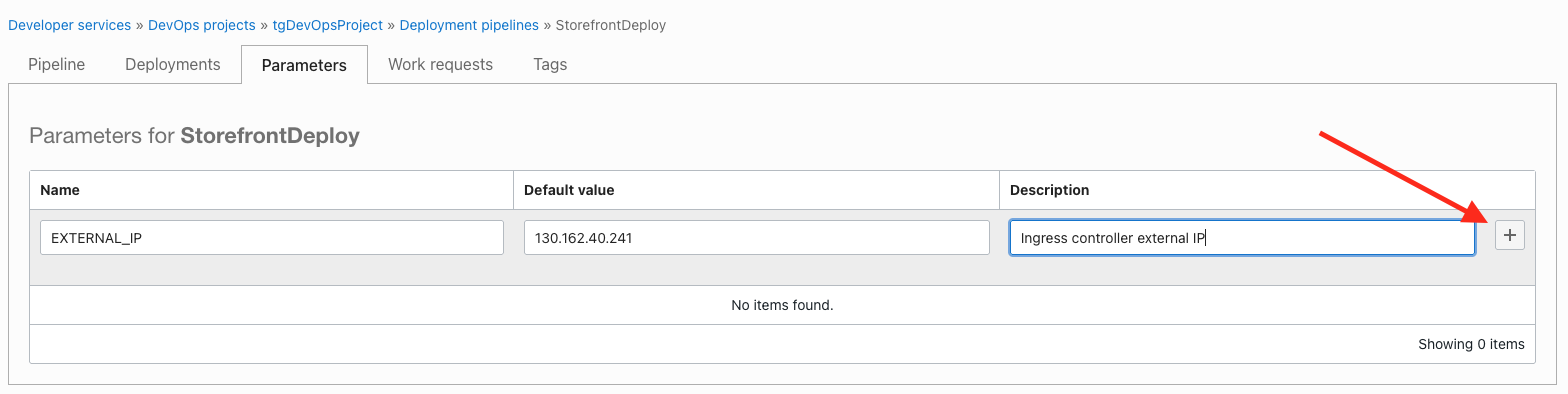 Developer services » DevOps projects » tgDevOpsProject » Deployment pipelines » StorefrontDeploy
Pipeline Deployments Parameters Work requests Tags
Parameters for StorefrontDeploy
Name Default value Description
EXTERNAL_IP 130.162.40.241 Ingress controller external IP +
No items found.
Showing 0 items